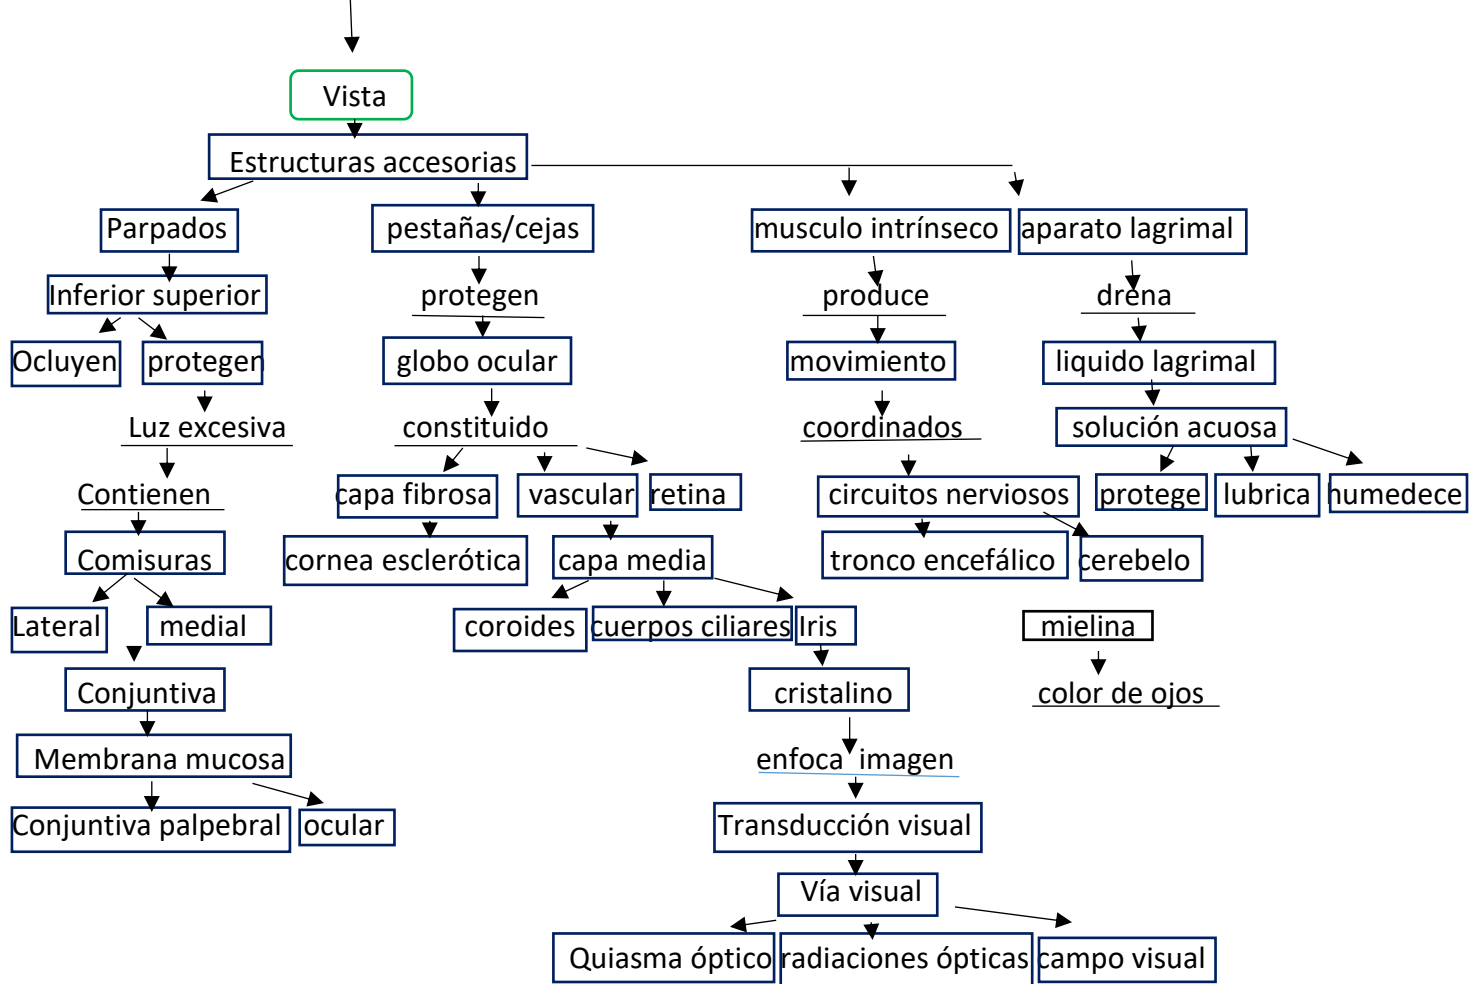 Vista
Estructuras accesorias
Parpados
pestañas/cejas
musculo intrínseco
aparato lagrimal
Inferior superior
protegen
produce
drena
Ocluyen
protegen
globo ocular
movimiento
liquido lagrimal
Luz excesiva
constituido
coordinados
solución acuosa
Contienen
capa fibrosa
vascular
retina
circuitos nerviosos
protege
lubrica
humedece
Comisuras
cornea esclerótica
capa media
tronco encefálico
cerebelo
Lateral
medial
coroides
cuerpos ciliares
Iris
mielina
Conjuntiva
cristalino
color de ojos
Membrana mucosa
enfoca imagen
Conjuntiva palpebral
ocular
Transducción visual
Vía visual
Quiasma óptico
radiaciones ópticas
campo visual